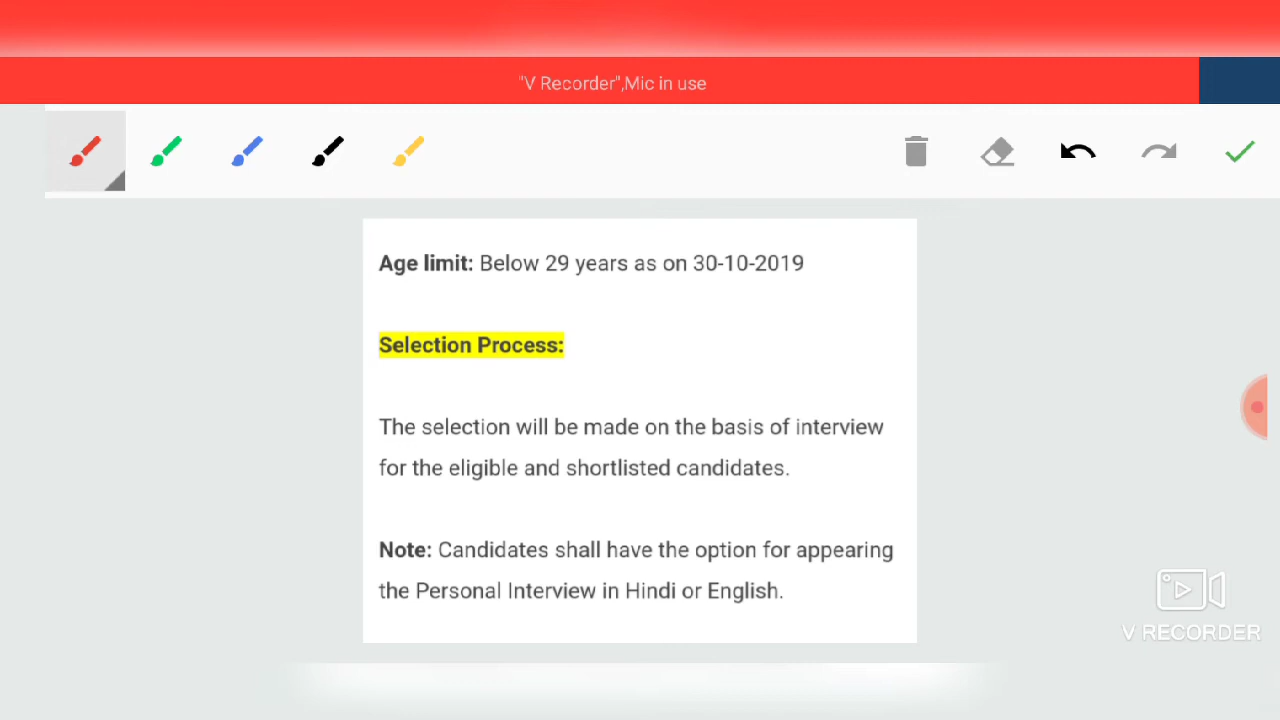 "V Recorder",Mic in use
Age limit: Below 29 years as on 30-10-2019
Selection Process:
The selection will be made on the basis of interview
for the eligible and shortlisted candidates.
Note: Candidates shall have the option for appearing
the Personal Interview in Hindi or English.
V RECORDER